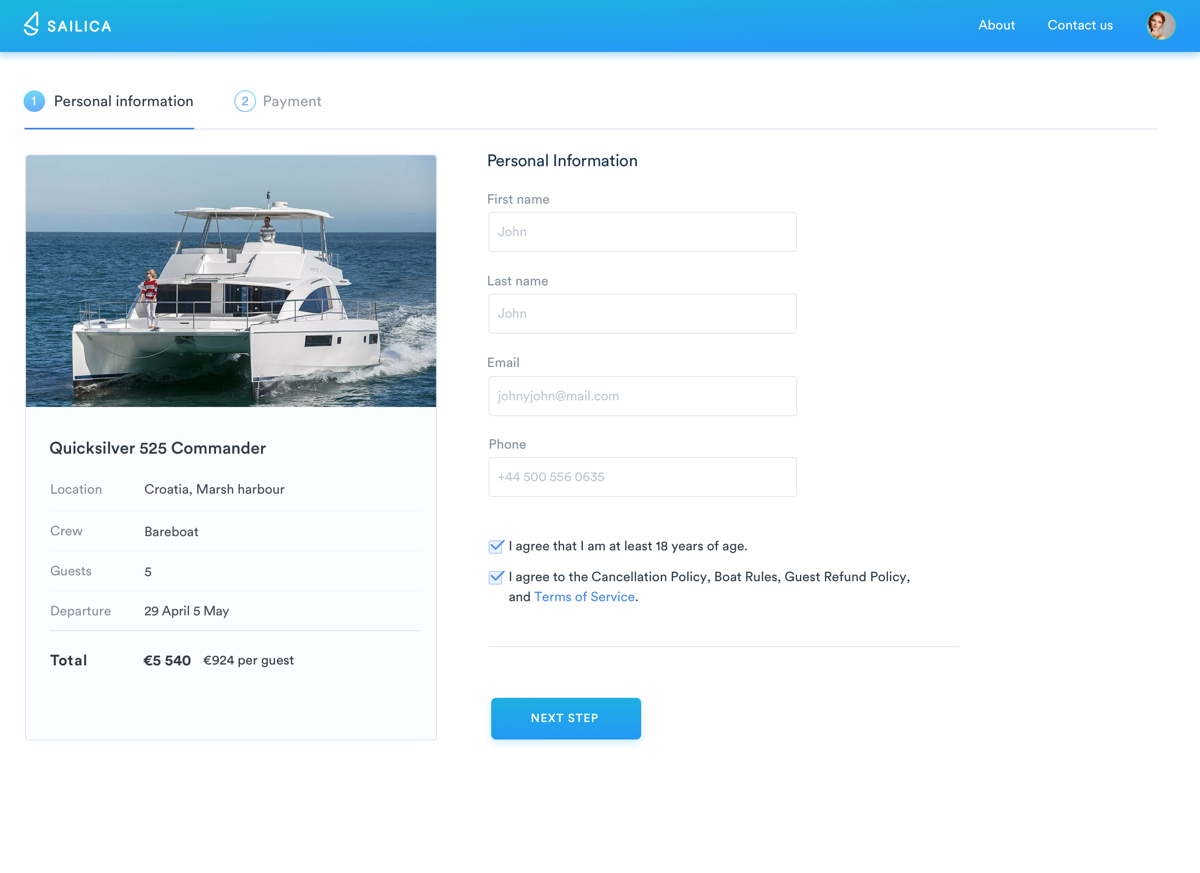 SAILICA
About
Contact us
1 Personal information
2 Payment
Quicksilver 525 Commander
Location Croatia, Marsh harbour
Crew Bareboat
Guests 5
Departure 29 April 5 May
Total €5 540 €924 per guest
Personal Information
First name
John
Last name
John
Email
johnyjohn@mail.com
Phone
+44 500 556 0635
I agree that I am at least 18 years of age.
I agree to the Cancellation Policy, Boat Rules, Guest Refund Policy,
and Terms of Service.
NEXT STEP